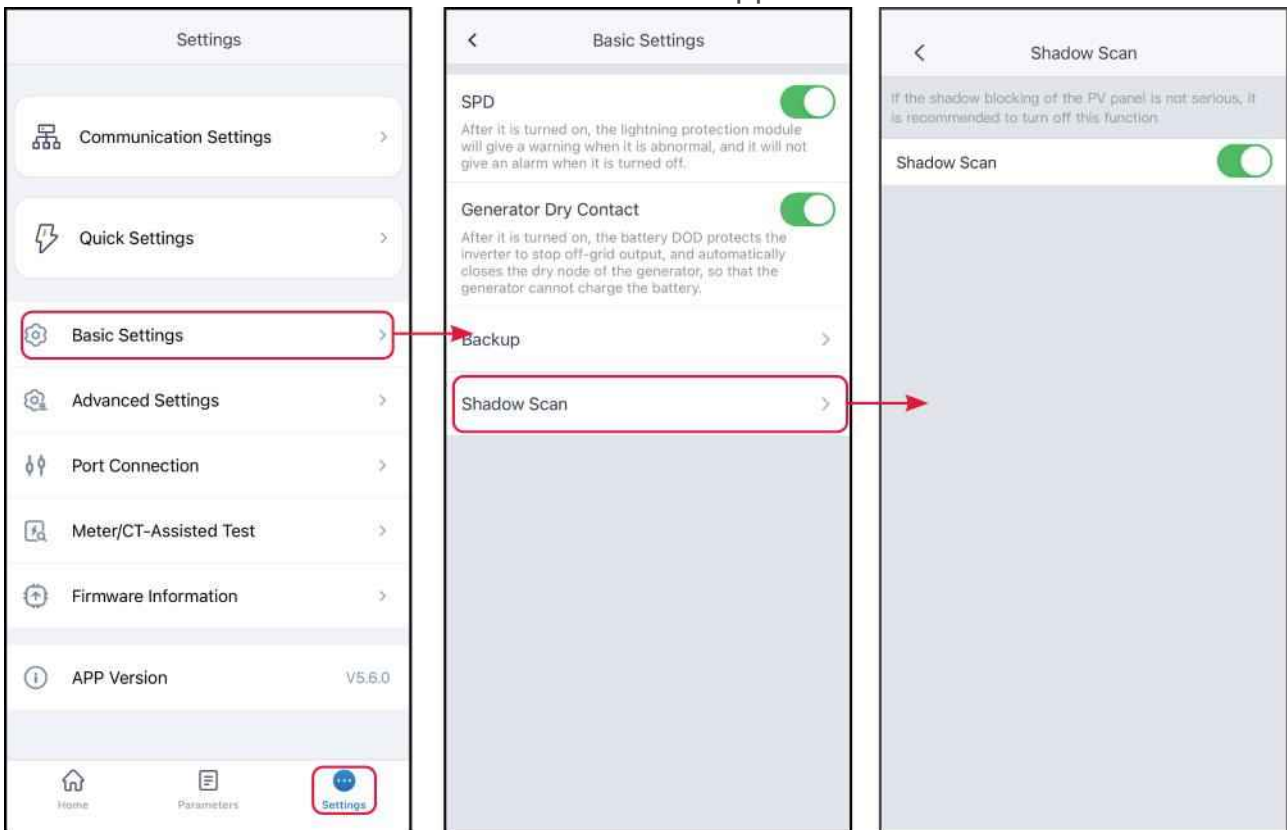 Settings
Communication Settings
Quick Settings
Basic Settings
Advanced Settings
Port Connection
Meter/CT-Assisted Test
Firmware Information
APP Version V5.6.0
Home Parameters Settings
Basic Settings
SPD
After it is turned on, the lightning protection module
will give a warning when it is abnormal, and it will not
give an alarm when it is turned off.
Generator Dry Contact
After it is turned on, the battery DOD protects the
inverter to stop off-grid output, and automatically
closes the dry node of the generator, so that the
generator cannot charge the battery.
Backup
Shadow Scan
Shadow Scan
If the shadow blocking of the PV panel is not serious, it
is recommended to turn off this function
Shadow Scan